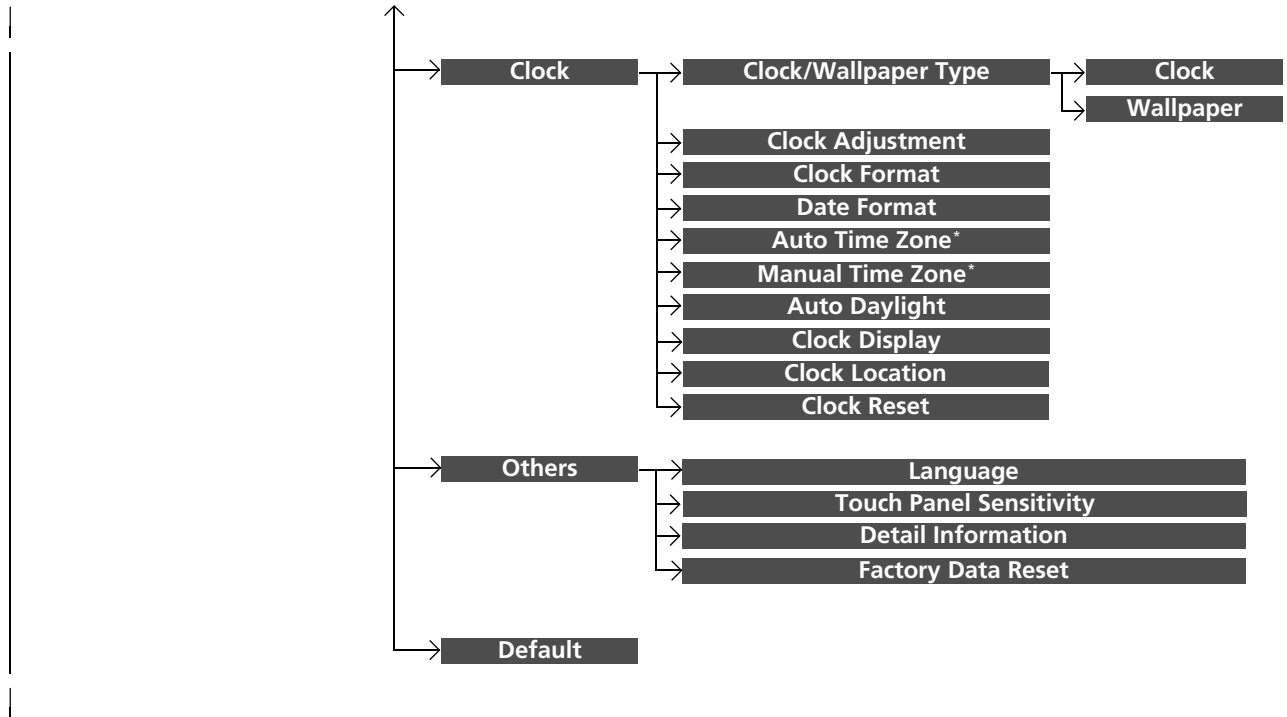 Clock
Clock/Wallpaper Type
Clock
Wallpaper
Clock Adjustment
Clock Format
Date Format
Auto Time Zone*
Manual Time Zone*
Auto Daylight
Clock Display
Clock Location
Clock Reset
Others
Language
Touch Panel Sensitivity
Detail Information
Factory Data Reset
Default